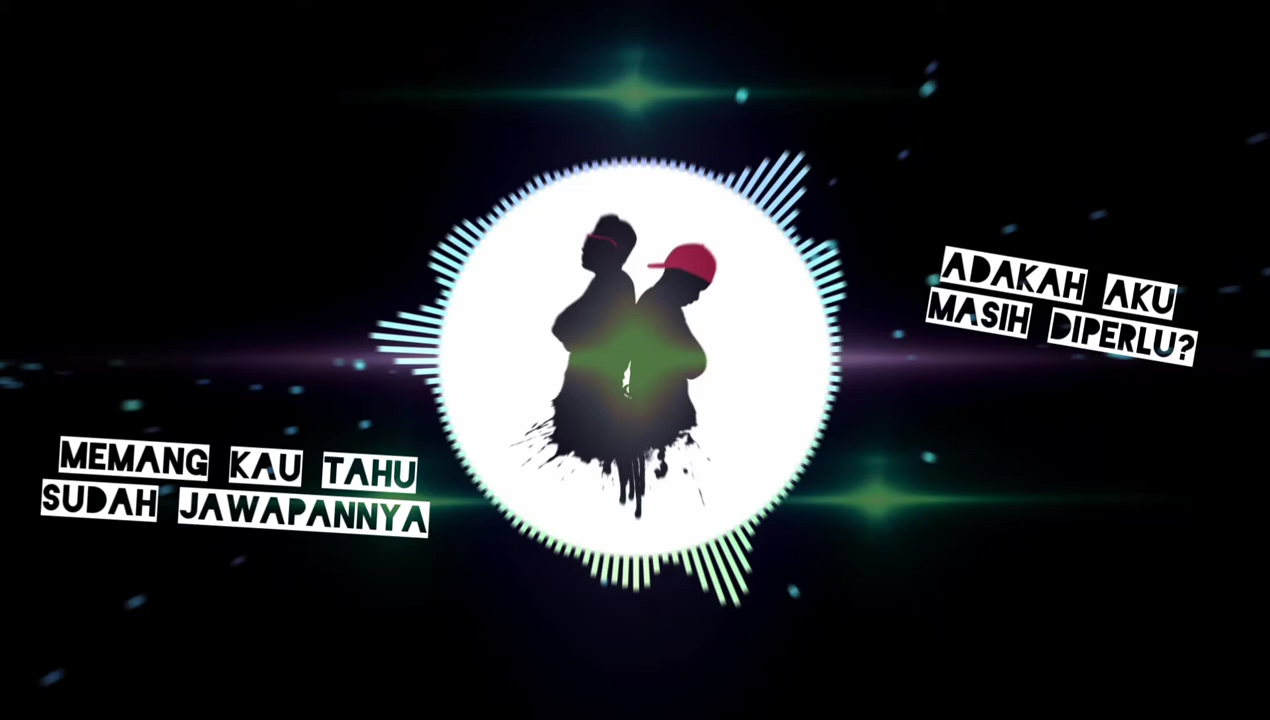 ADAKAH AKU
MASIH DIPERLU?
MEMANG KAU TAHU
SUDAH JAWAPANNYA